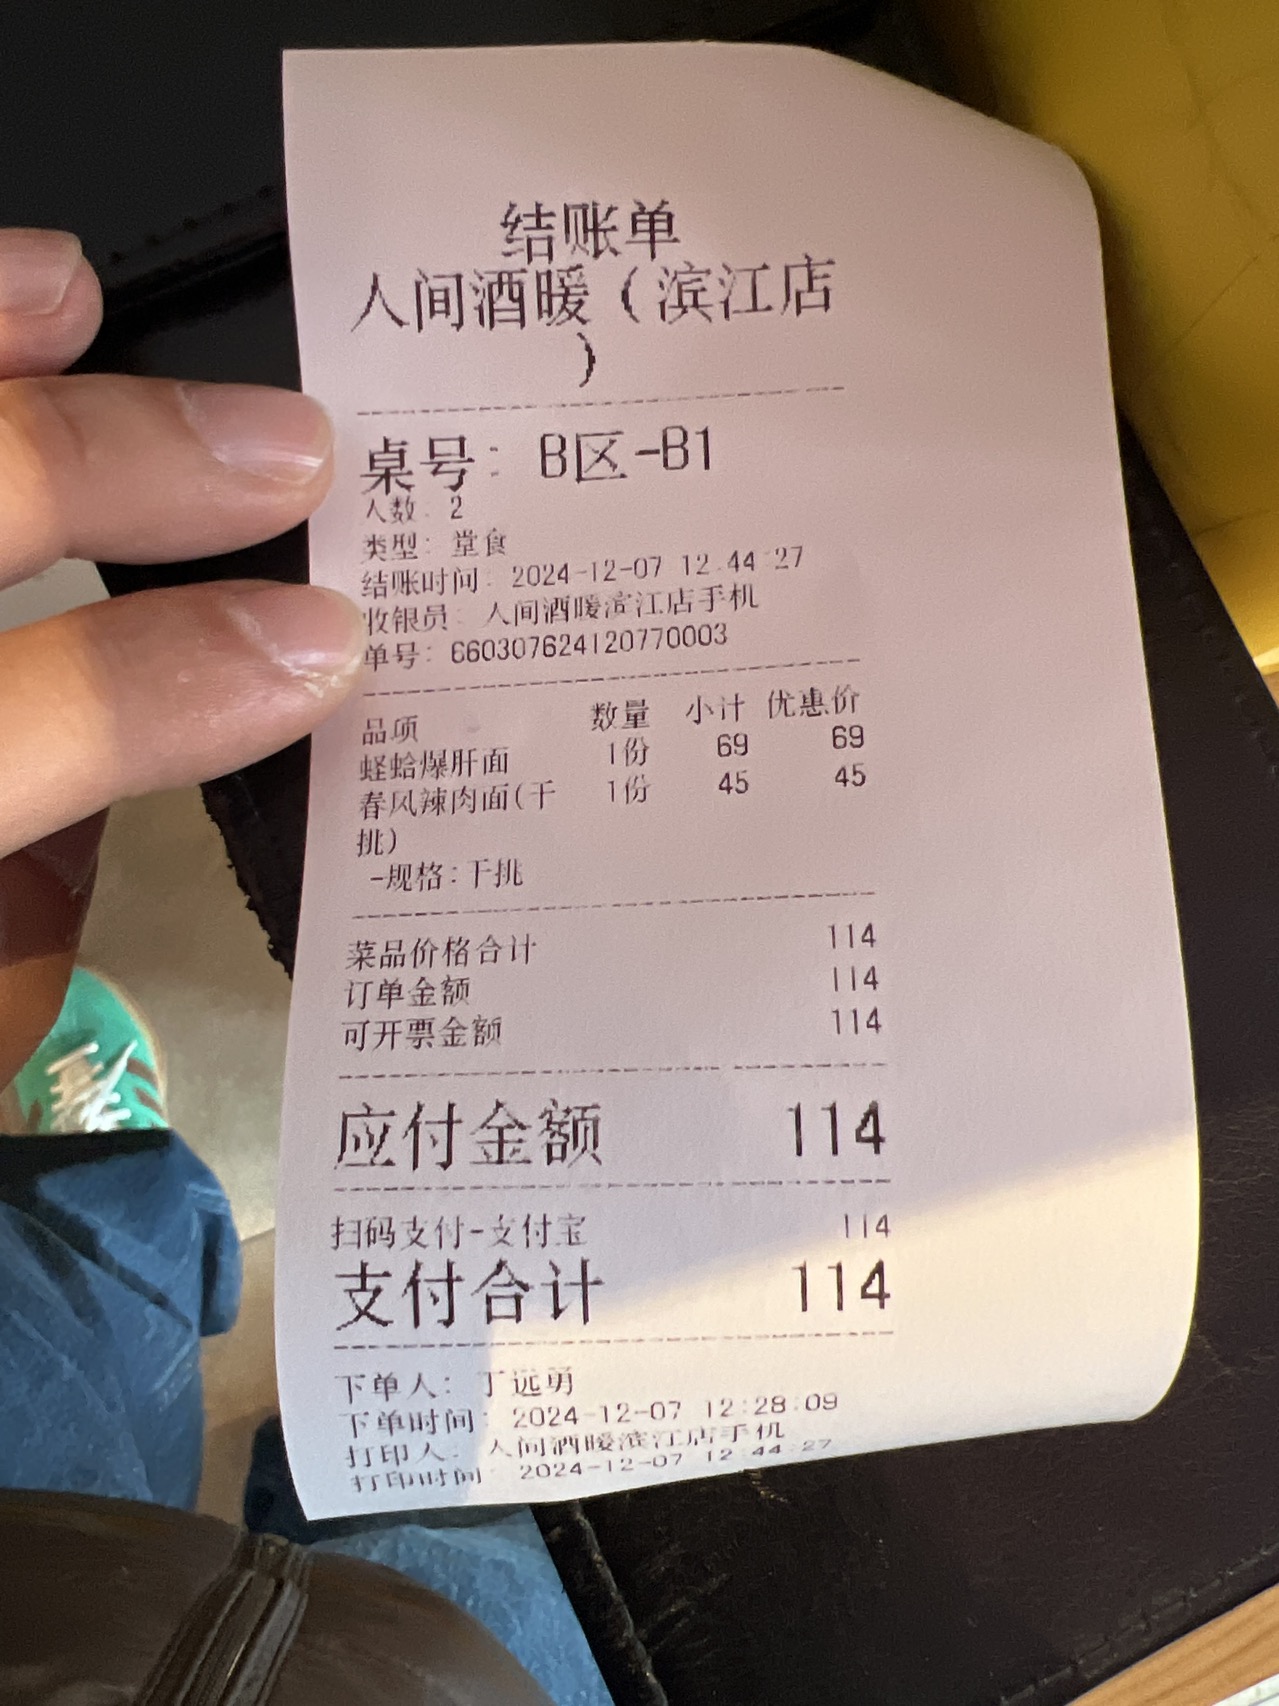 结账单
人间酒暖（滨江店
）
桌号：B区-B1
人数：2
类型：堂食
结账时间：2024-12-07 12:44:27
收银员：人间酒暖滨江店手机
单号：660307624120770003
品项 数量 小计 优惠价
蛏蛤爆肝面 1份 69 69
春风辣肉面(干 1份 45 45
挑)
-规格:干挑
菜品价格合计 114
订单金额 114
可开票金额 114
应付金额 114
扫码支付-支付宝 114
支付合计 114
下单人：丁远勇
下单时间：2024-12-07 12:28:09
打印人：人间酒暖滨江店手机
打印时间：2024-12-07 12:44:27